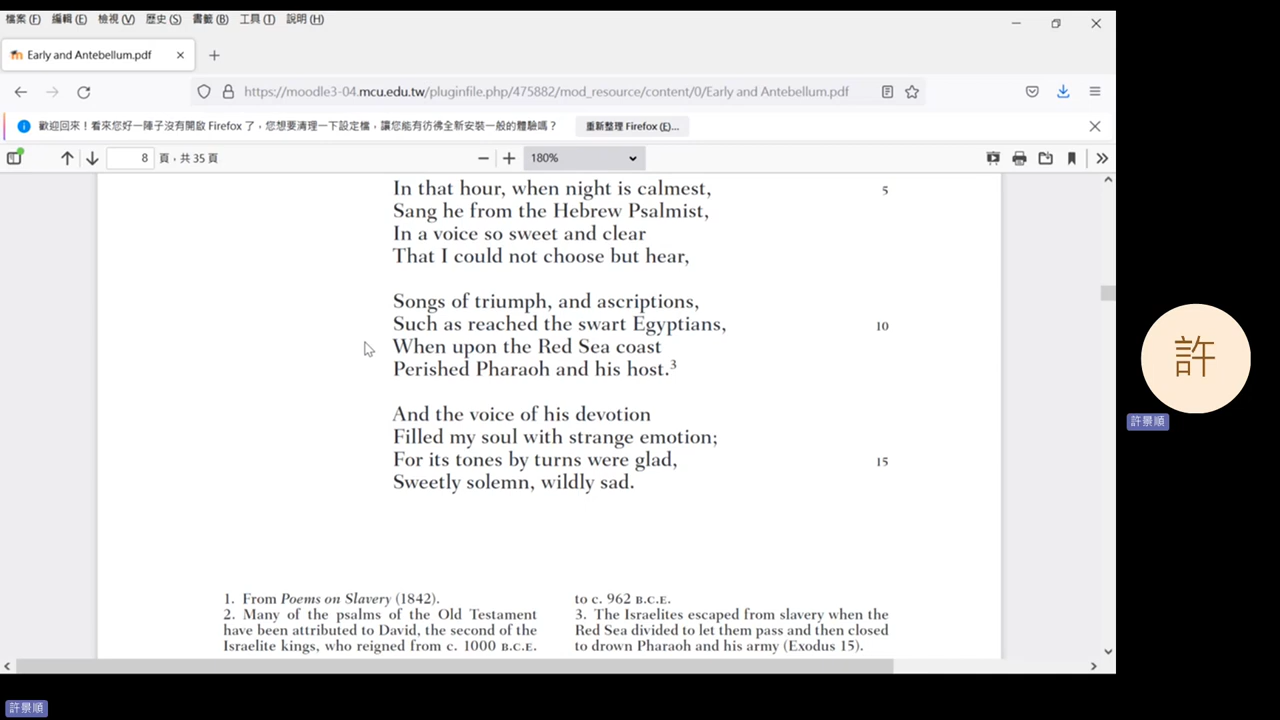 檔案(F) 編輯(E) 檢視(V) 歷史(S) 書籤(B) 工具(T) 說明(H)
Early and Antebellum.pdf
https://moodle3-04.mcu.edu.tw/pluginfile.php/475882/mod_resource/content/0/Early and Antebellum.pdf
歡迎回來！看來您好一陣子沒有開啟 Firefox 了，您想要清理一下設定檔，讓您能有彷彿全新安裝一般的體驗嗎？ 重新整理 Firefox (E)...
8 頁，共 35 頁 180%
In that hour, when night is calmest, 5
Sang he from the Hebrew Psalmist,
In a voice so sweet and clear
That I could not choose but hear,
Songs of triumph, and ascriptions,
Such as reached the swart Egyptians, 10
When upon the Red Sea coast
Perished Pharaoh and his host.3
And the voice of his devotion
Filled my soul with strange emotion;
For its tones by turns were glad, 15
Sweetly solemn, wildly sad.
1. From Poems on Slavery (1842).
2. Many of the psalms of the Old Testament
have been attributed to David, the second of the
Israelite kings, who reigned from c. 1000 B.C.E.
to c. 962 B.C.E.
3. The Israelites escaped from slavery when the
Red Sea divided to let them pass and then closed
to drown Pharaoh and his army (Exodus 15).
許
許景順
許景順